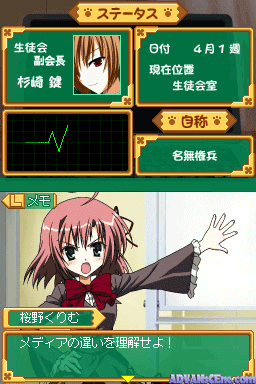 ステータス
生徒会
副会長
杉崎 鍵
日付 4月1週
現在位置
生徒会室
自称
名無権兵
L メモ
桜野くりむ
メディアの違いを理解せよ!
ADVANsCEne.com